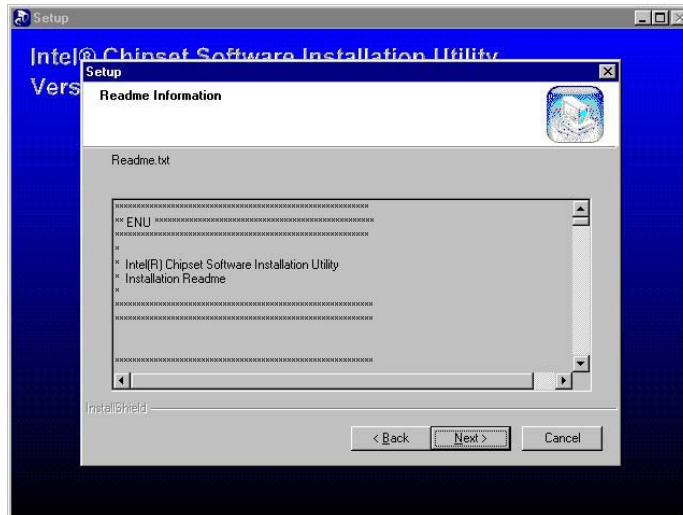 Setup
Intel® Chipset Software Installation Utility
Vers
Setup
Readme Information
Readme.txt
** ENU **********************************************************
*
* Intel(R) Chipset Software Installation Utility
* Installation Readme
*
InstallShield
< Back
Next >
Cancel